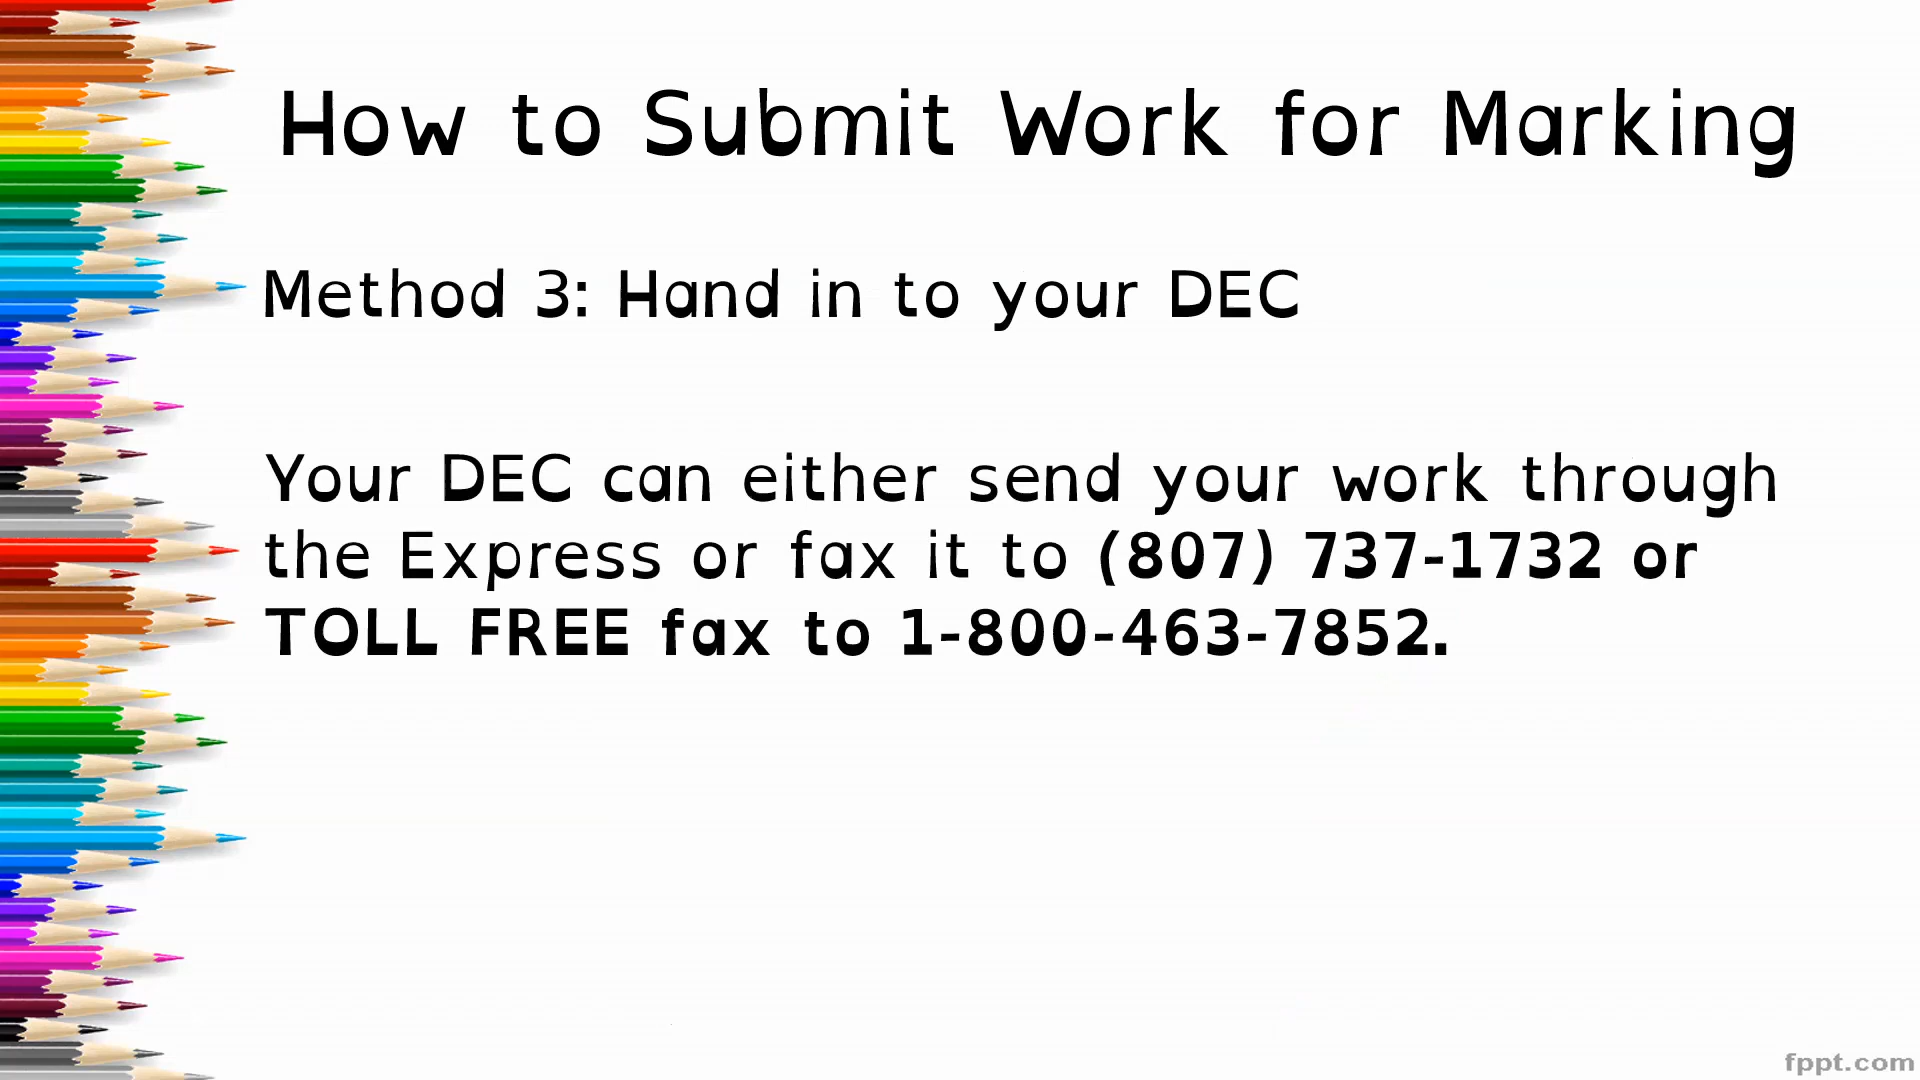 How to Submit Work for Marking
Method 3: Hand in to your DEC
Your DEC can either send your work through
the Express or fax it to (807) 737-1732 or
TOLL FREE fax to 1-800-463-7852.
fppt.com